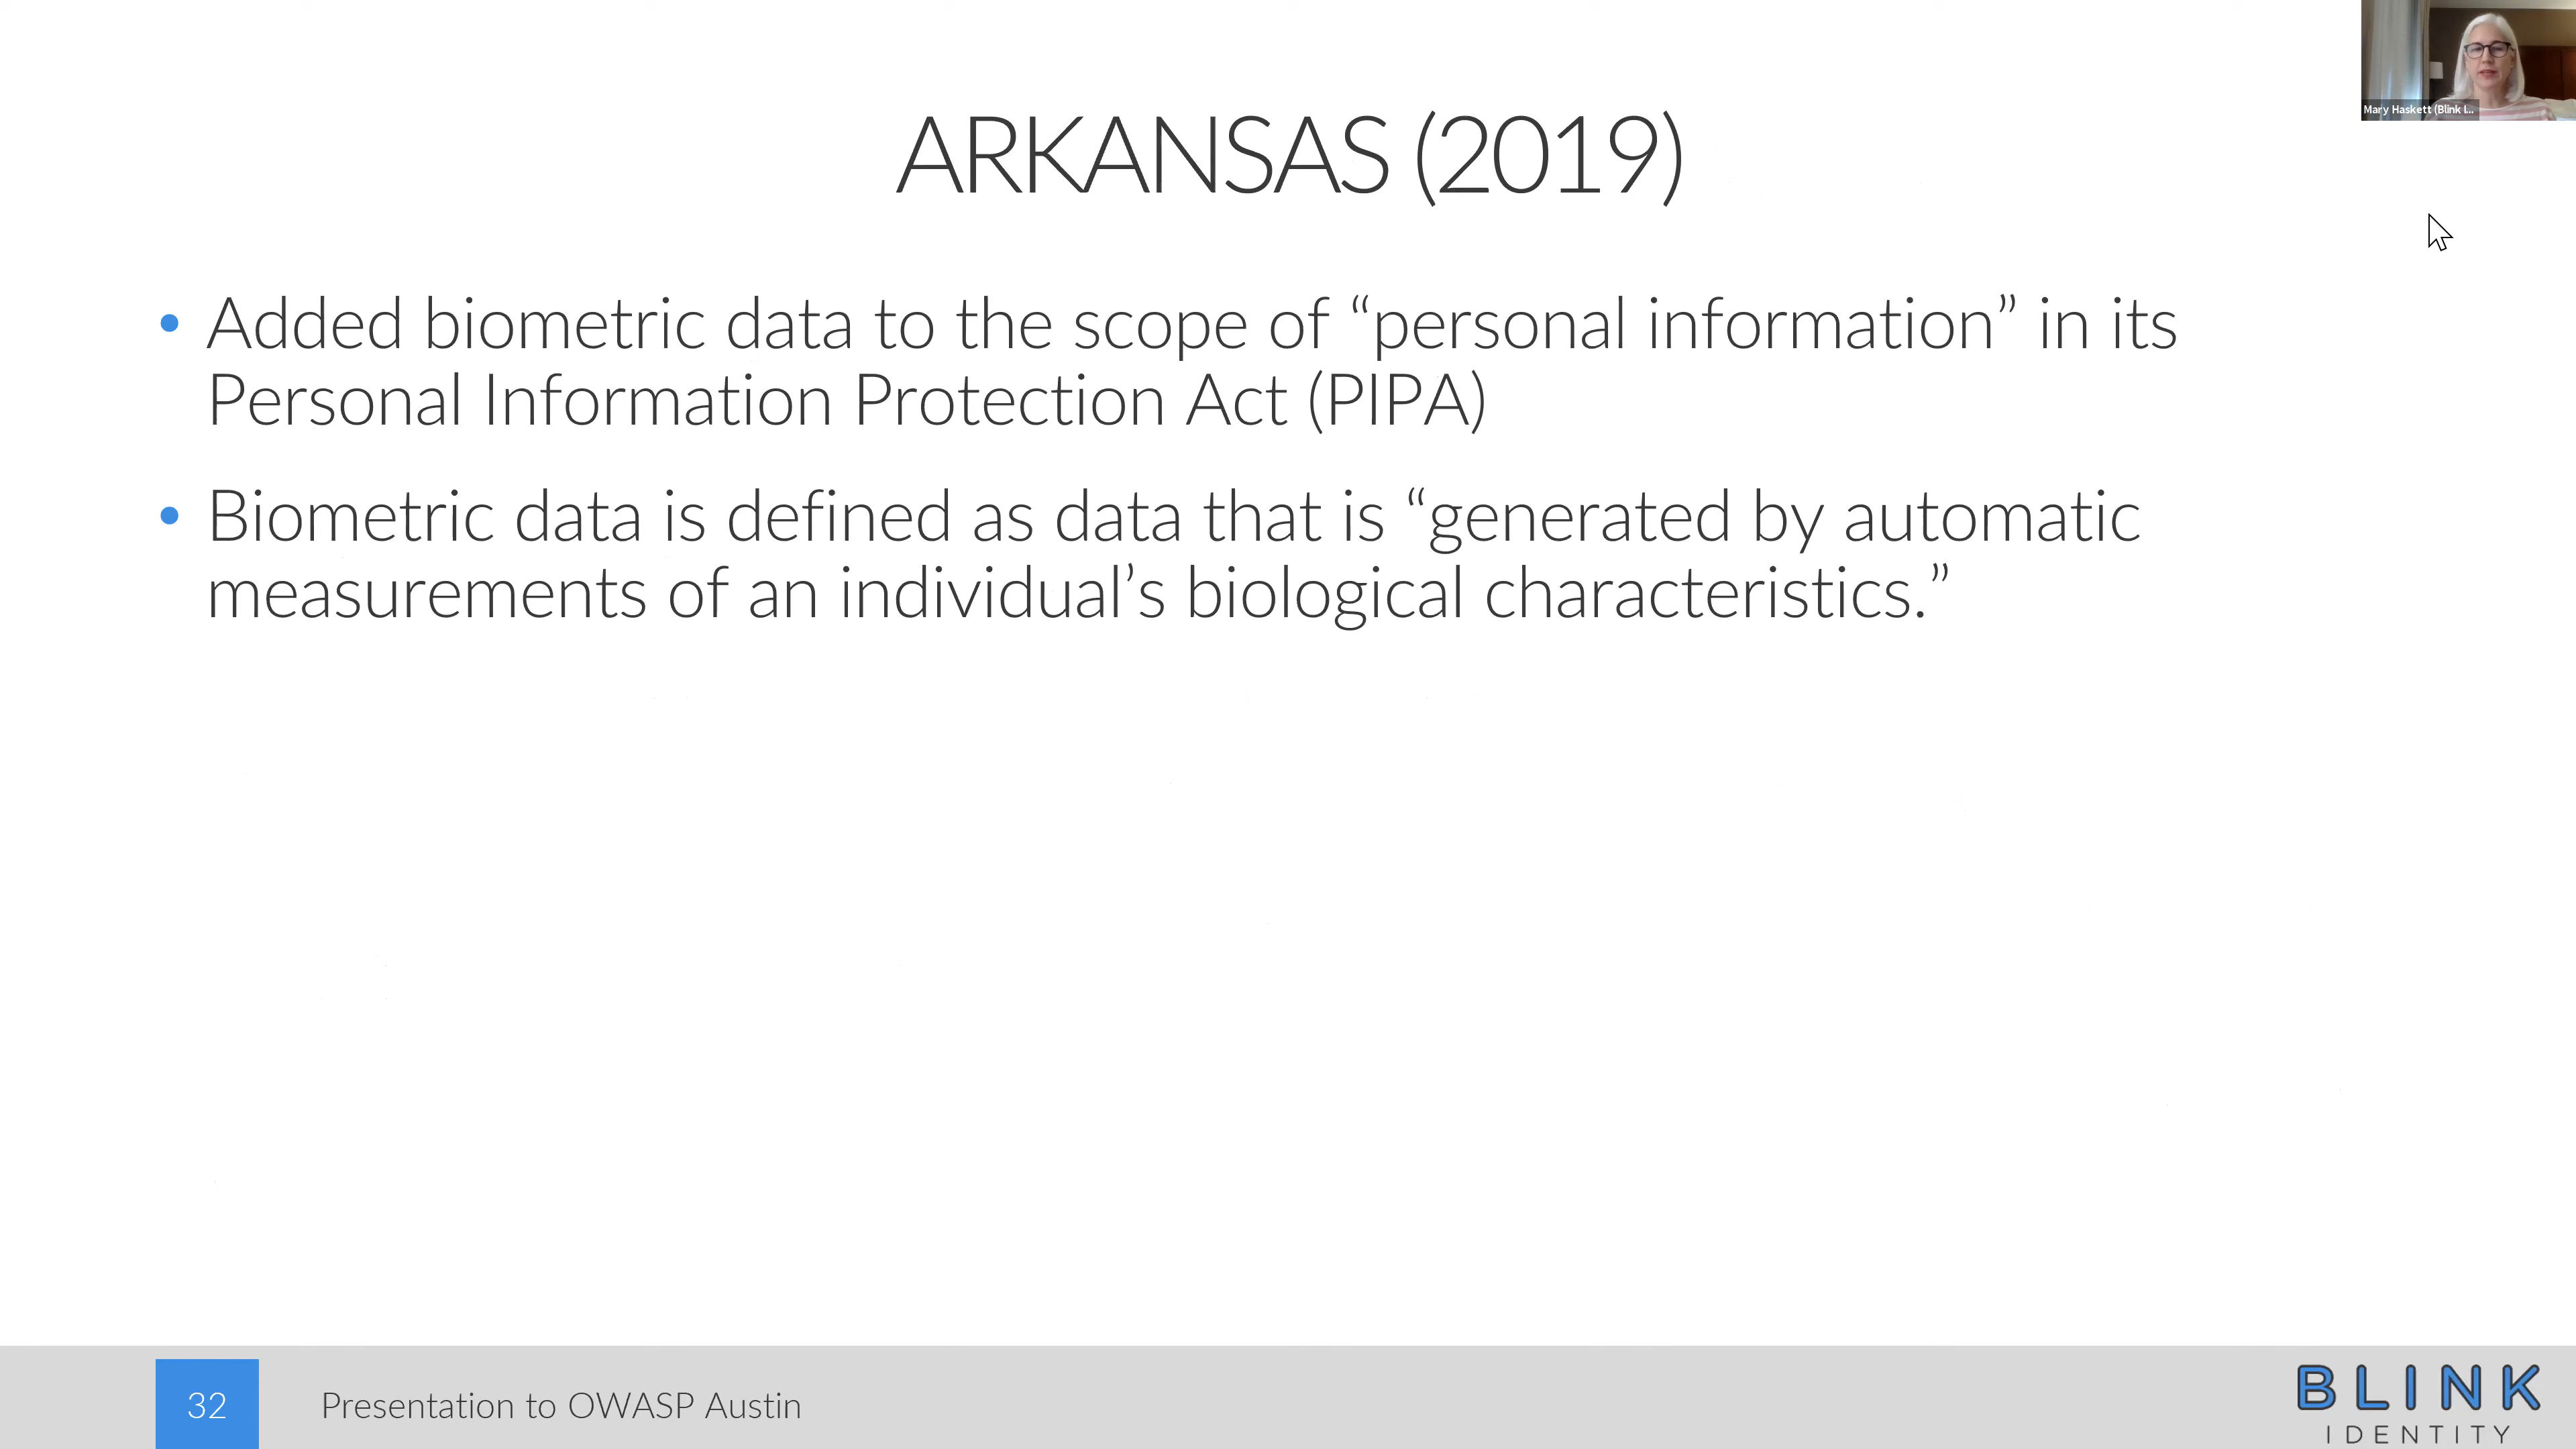 Mary Haskett (Blink I...
ARKANSAS (2019)
• Added biometric data to the scope of “personal information” in its
Personal Information Protection Act (PIPA)
• Biometric data is defined as data that is “generated by automatic
measurements of an individual’s biological characteristics.”
32
Presentation to OWASP Austin
BLINK
IDENTITY